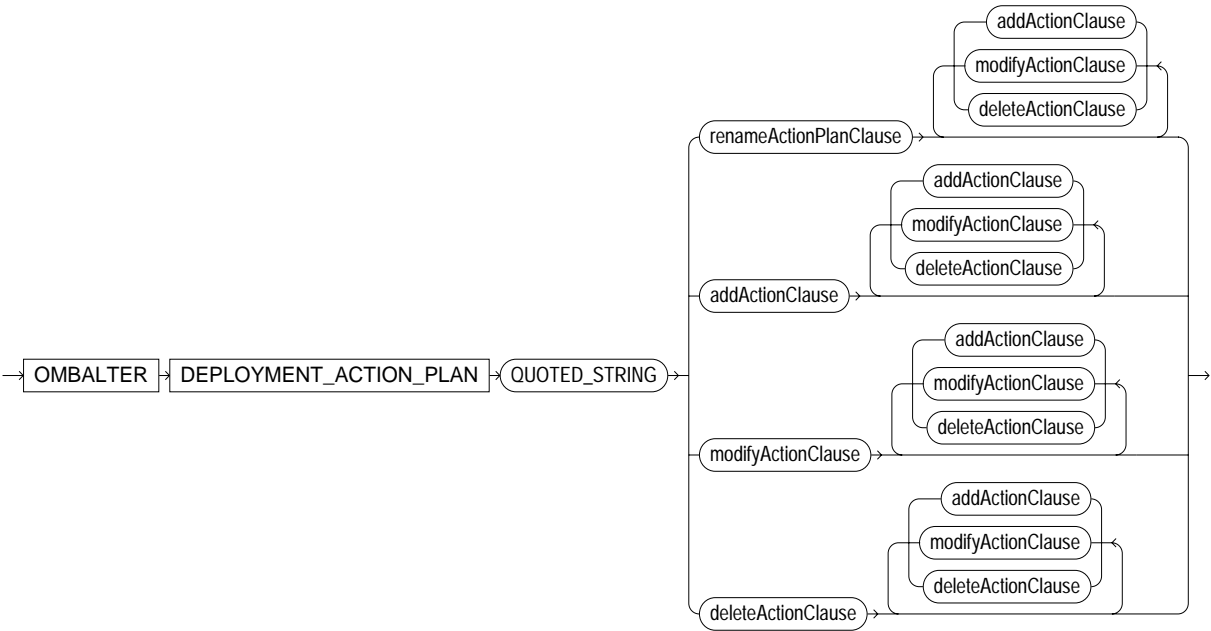 addActionClause
modifyActionClause
deleteActionClause
renameActionPlanClause
addActionClause
modifyActionClause
deleteActionClause
addActionClause
addActionClause
OMBALTER DEPLOYMENT_ACTION_PLAN QUOTED_STRING modifyActionClause
deleteActionClause
modifyActionClause
addActionClause
modifyActionClause
deleteActionClause
deleteActionClause